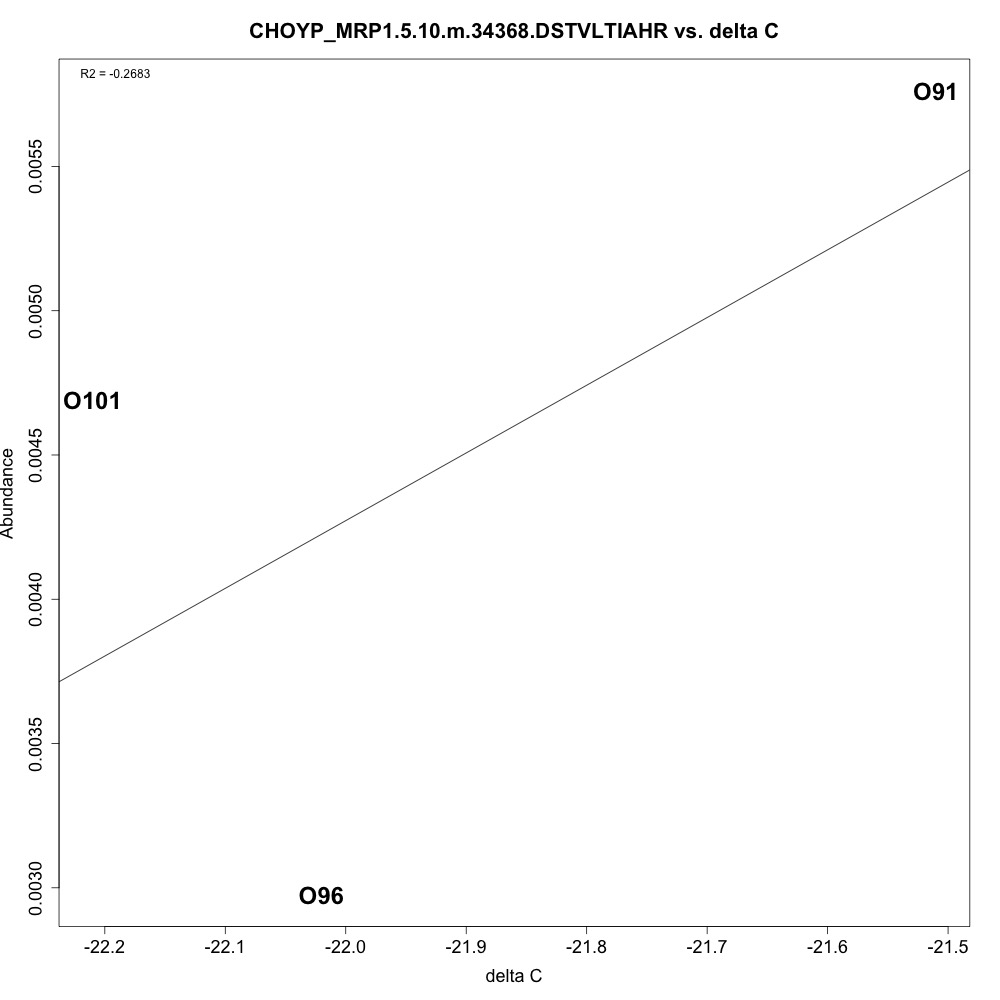 CHOYP_MRP1.5.10.m.34368.DSTVLTIAHR vs. delta C
R2 = -0.2683
O91
0.0055
0.0050
O101
0.0045
Abundance
0.0040
0.0035
0.0030
O96
-22.2 -22.1 -22.0 -21.9 -21.8 -21.7 -21.6 -21.5
delta C